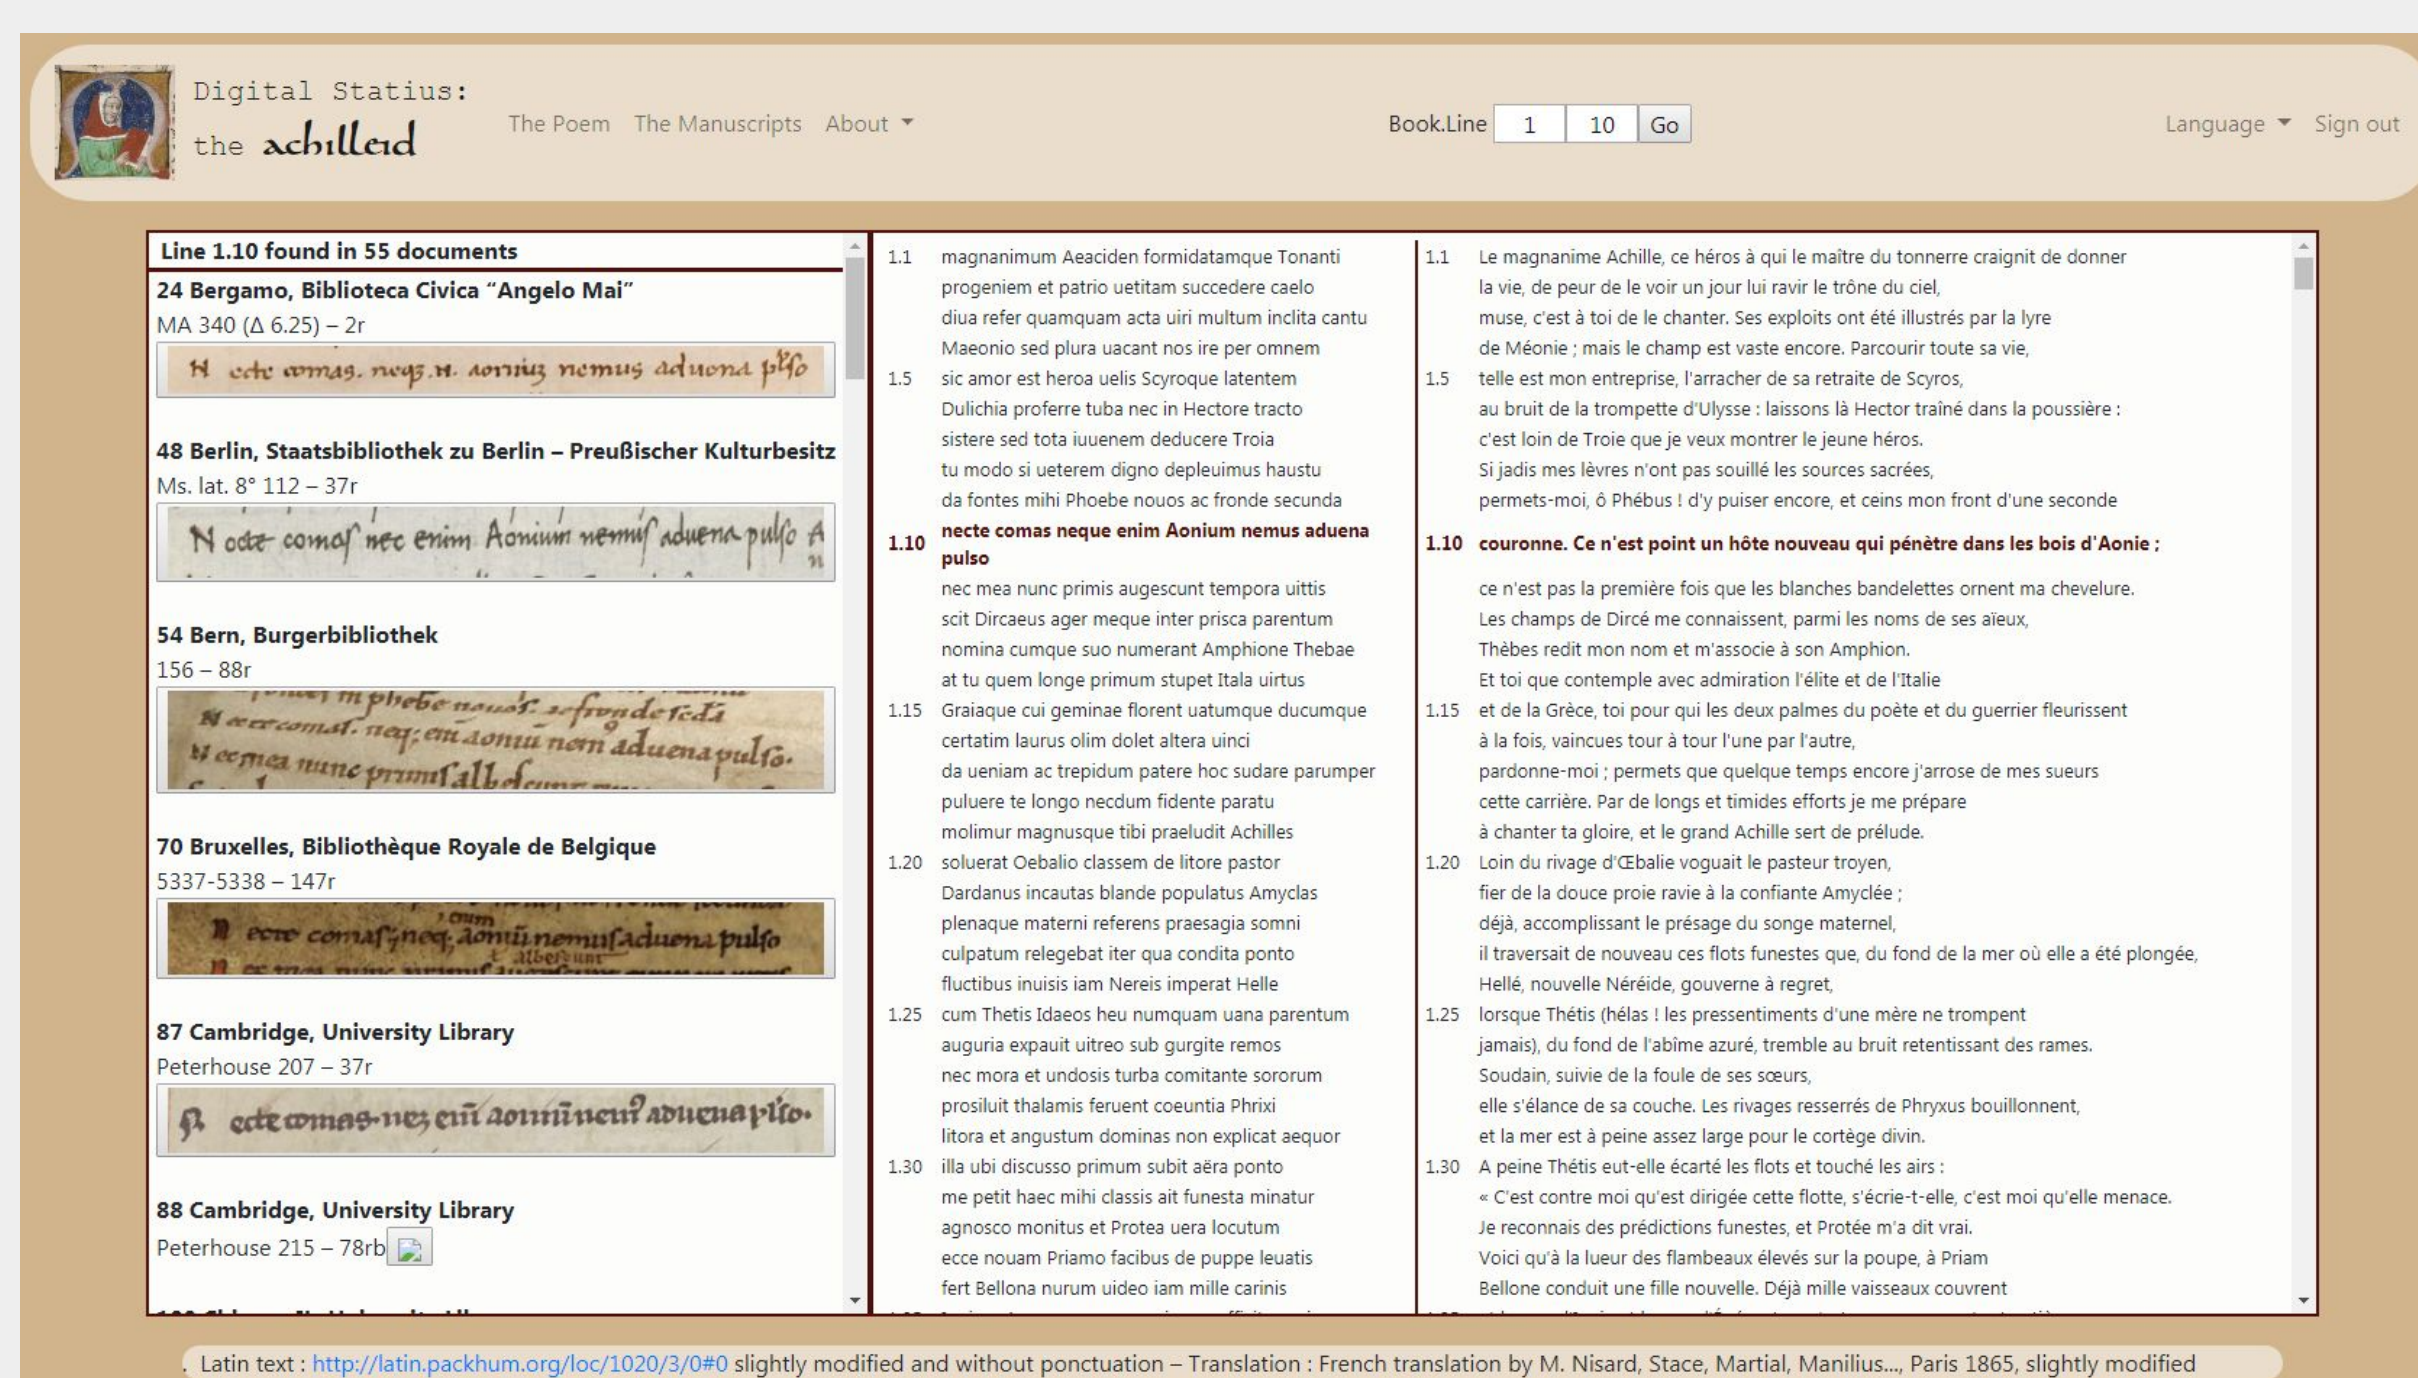 Digital Statius:
the achilleid
The Poem The Manuscripts About
Book.Line 1 10 Go
Language Sign out
Line 1.10 found in 55 documents
24 Bergamo, Biblioteca Civica “Angelo Mai”
MA 340 (Δ 6.25) – 2r
N ecte comas. neqꝫ .n. aoniuꝫ nemus aduena
48 Berlin, Staatsbibliothek zu Berlin – Preußischer Kulturbesitz
Ms. lat. 8° 112 – 37r
N ecte comas nec enim Aonium nemus aduena pulso
54 Bern, Burgerbibliothek
156 – 88r
N ecte comas. neq; aduena pulso.
N ec mea nunc primis
70 Bruxelles, Bibliothèque Royale de Belgique
5337-5338 – 147r
N ecte comas; neq; aoniū nemus aduena pulso
87 Cambridge, University Library
Peterhouse 207 – 37r
N ecte comas. aduena
88 Cambridge, University Library
Peterhouse 215 – 78rb
1.1 magnanimum Aeaciden formidatamque Tonanti
progeniem et patrio uetitam succedere caelo
diua refer quamquam acta uiri multum inclita cantu
Maeonio sed plura uacant nos ire per omnem
1.5 sic amor est heroa uelis Scyroque latentem
Dulichia proferre tuba nec in Hectore tracto
sistere sed tota iuuenem deducere Troia
tu modo si ueterem digno depleuimus haustu
da fontes mihi Phoebe nouos ac fronde secunda
1.10 necte comas neque enim Aonium nemus aduena
pulso
nec mea nunc primis augescunt tempora uittis
scit Dircaeus ager meque inter prisca parentum
nomina cumque suo numerant Amphione Thebae
at tu quem longe primum stupet Itala uirtus
1.15 Graiaque cui geminae florent uatumque ducumque
certatim laurus olim dolet altera uinci
da ueniam ac trepidum patere hoc sudare parumper
puluere te longo necdum fidente paratu
molimur magnusque tibi praeludit Achilles
1.20 soluerat Oebalio classem de litore pastor
Dardanus incautas blande populatus Amyclas
plenaque materni referens praesagia somni
culpatum relegebat iter qua condita ponto
fluctibus inuisis iam Nereis imperat Helle
1.25 cum Thetis Idaeos heu numquam uana parentum
auguria expauit uitreo sub gurgite remos
nec mora et undosis turba comitante sororum
prosiluit thalamis feruent coeuntia Phrixi
litora et angustum dominas non explicat aequor
1.30 illa ubi discusso primum subit aëra ponto
me petit haec mihi classis ait funesta minatur
agnosco monitus et Protea uera locutum
ecce nouam Priamo facibus de puppe leuatis
fert Bellona nurum uideo iam mille carinis
1.1 Le magnanime Achille, ce héros à qui le maître du tonnerre craignit de donner
la vie, de peur de le voir un jour lui ravir le trône du ciel,
muse, c'est à toi de le chanter. Ses exploits ont été illustrés par la lyre
de Méonie ; mais le champ est vaste encore. Parcourir toute sa vie,
1.5 telle est mon entreprise, l'arracher de sa retraite de Scyros,
au bruit de la trompette d'Ulysse : laissons là Hector traîné dans la poussière :
c'est loin de Troie que je veux montrer le jeune héros.
Si jadis mes lèvres n'ont pas souillé les sources sacrées,
permets-moi, ô Phébus ! d'y puiser encore, et ceins mon front d'une seconde
1.10 couronne. Ce n'est point un hôte nouveau qui pénètre dans les bois d'Aonie ;
ce n'est pas la première fois que les blanches bandelettes ornent ma chevelure.
Les champs de Dircé me connaissent, parmi les noms de ses aïeux,
Thèbes redit mon nom et m'associe à son Amphion.
Et toi que contemple avec admiration l'élite et de l'Italie
1.15 et de la Grèce, toi pour qui les deux palmes du poète et du guerrier fleurissent
à la fois, vaincues tour à tour l'une par l'autre,
pardonne-moi ; permets que quelque temps encore j'arrose de mes sueurs
cette carrière. Par de longs et timides efforts je me prépare
à chanter ta gloire, et le grand Achille sert de prélude.
1.20 Loin du rivage d'Œbalie voguait le pasteur troyen,
fier de la douce proie ravie à la confiante Amyclée ;
déjà, accomplissant le présage du songe maternel,
il traversait de nouveau ces flots funestes que, du fond de la mer où elle a été plongée,
Hellé, nouvelle Néréide, gouverne à regret,
1.25 lorsque Thétis (hélas ! les pressentiments d'une mère ne trompent
jamais), du fond de l'abîme azuré, tremble au bruit retentissant des rames.
Soudain, suivie de la foule de ses sœurs,
elle s'élance de sa couche. Les rivages resserrés de Phryxus bouillonnent,
et la mer est à peine assez large pour le cortège divin.
1.30 A peine Thétis eut-elle écarté les flots et touché les airs :
« C'est contre moi qu'est dirigée cette flotte, s'écrie-t-elle, c'est moi qu'elle menace.
Je reconnais des prédictions funestes, et Protée m'a dit vrai.
Voici qu'à la lueur des flambeaux élevés sur la poupe, à Priam
Bellone conduit une fille nouvelle. Déjà mille vaisseaux couvrent
. Latin text : http://latin.packhum.org/loc/1020/3/0#0 slightly modified and without ponctuation – Translation : French translation by M. Nisard, Stace, Martial, Manilius..., Paris 1865, slightly modified